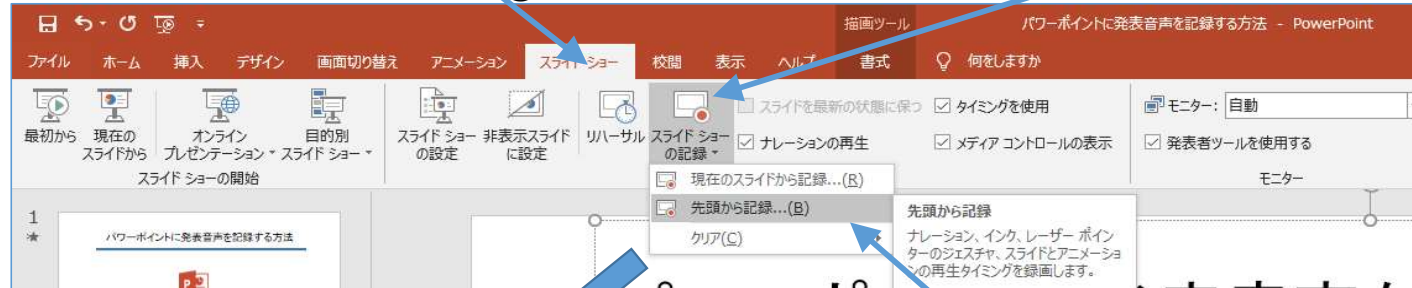 描画ツール
パワーポイントに発表音声を記録する方法 - PowerPoint
ファイル ホーム 挿入 デザイン 画面切り替え アニメーション スライド ショー 校閲 表示 ヘルプ 書式 何をしますか
最初から 現在の スライドから オンライン プレゼンテーション 目的別 スライド ショー スライド ショー の設定 非表示スライド に設定 リハーサル スライド ショー の記録
スライドを最新の状態に保つ タイミングを使用 モニター: 自動
ナレーションの再生 メディア コントロールの表示 発表者ツールを使用する
スライド ショーの開始 モニター
現在のスライドから記録...(R)
先頭から記録...(B)
クリア(C)
先頭から記録
ナレーション、インク、レーザー ポイン
ターのジェスチャ、スライドとアニメーショ
ンの再生タイミングを録画します。
1
パワーポイントに発表音声を記録する方法